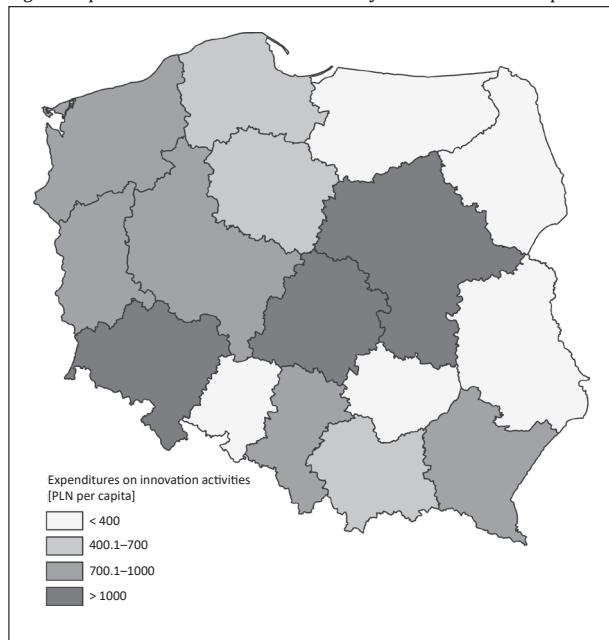 Expenditures on innovation activities
[PLN per capita]
< 400
400.1–700
700.1–1000
> 1000